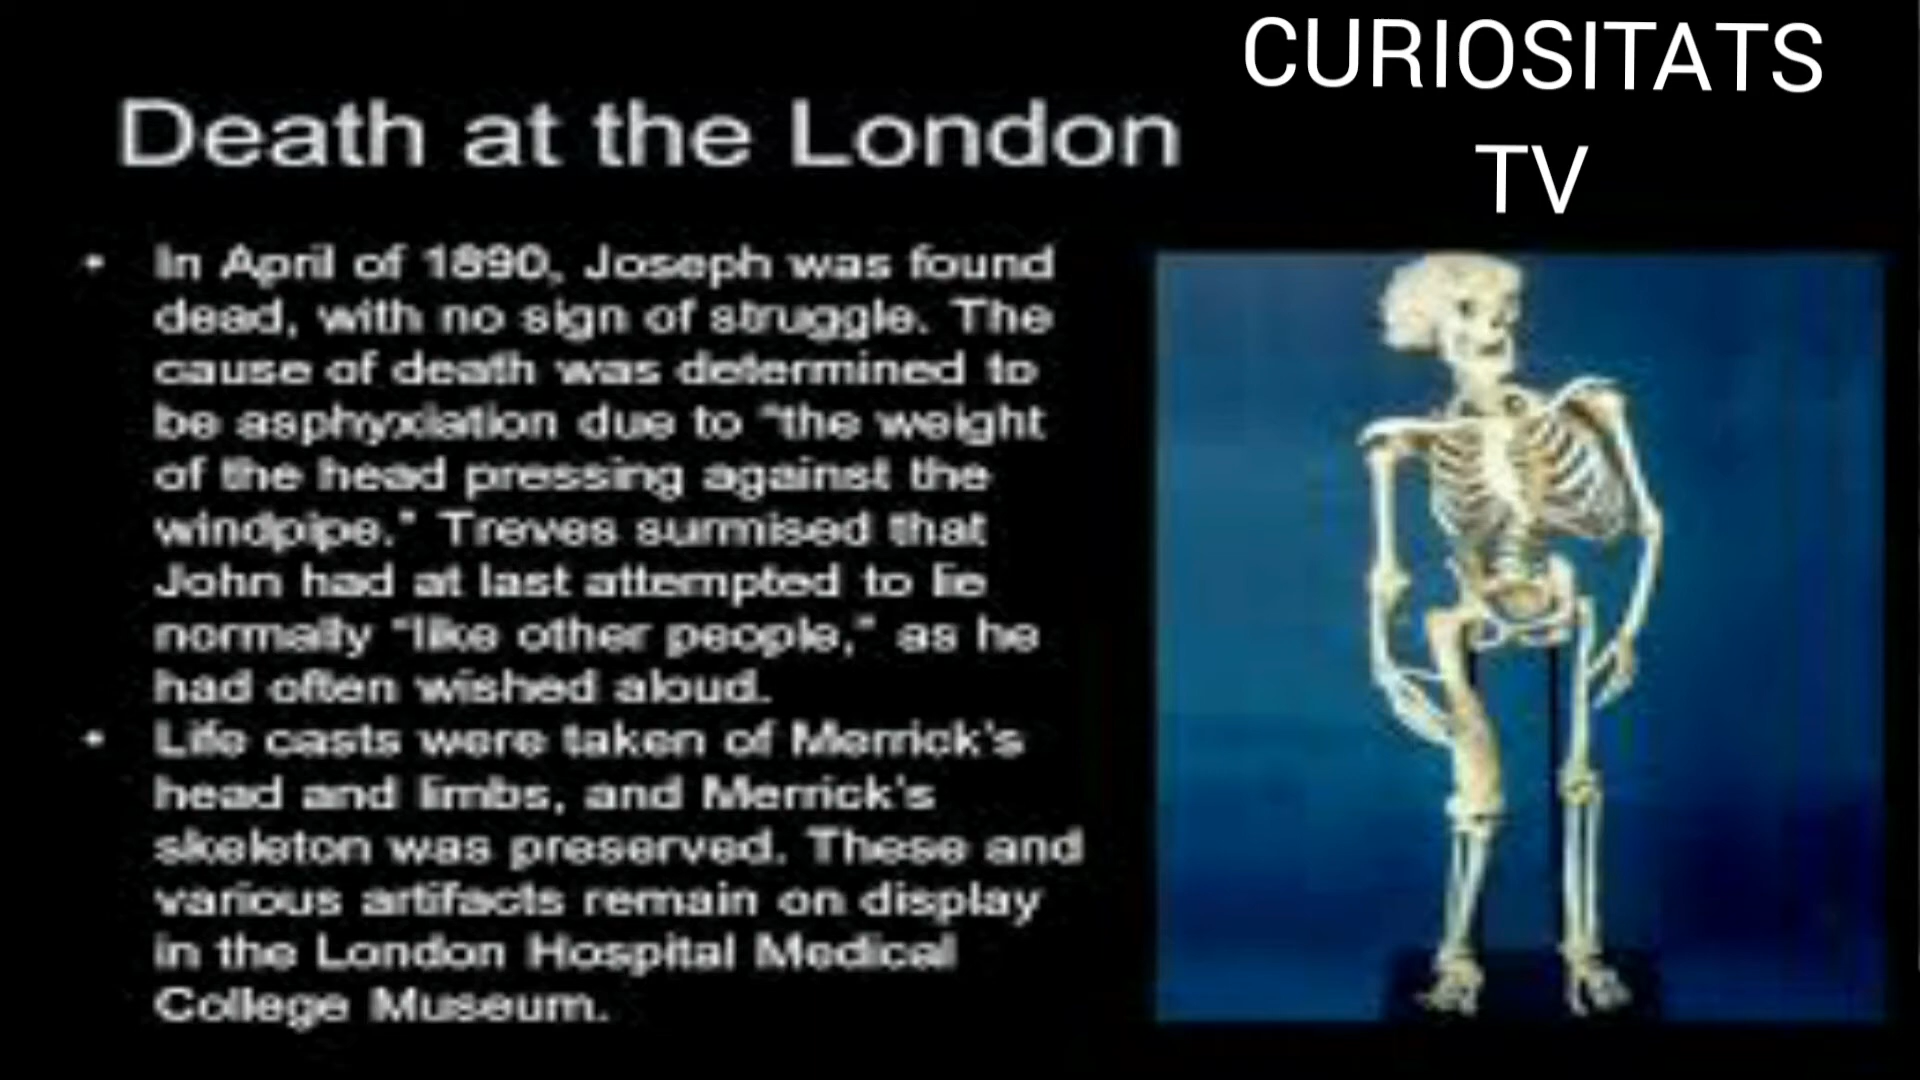 CURIOSITATS
TV
Death at the London
• In April of 1890, Joseph was found
dead, with no sign of struggle. The
cause of death was determined to
be asphyxiation due to "the weight
of the head pressing against the
windpipe." Treves surmised that
John had at last attempted to lie
normally "like other people," as he
had often wished aloud.
• Life casts were taken of Merrick's
head and limbs, and Merrick's
skeleton was preserved. These and
various artifacts remain on display
in the London Hospital Medical
College Museum.